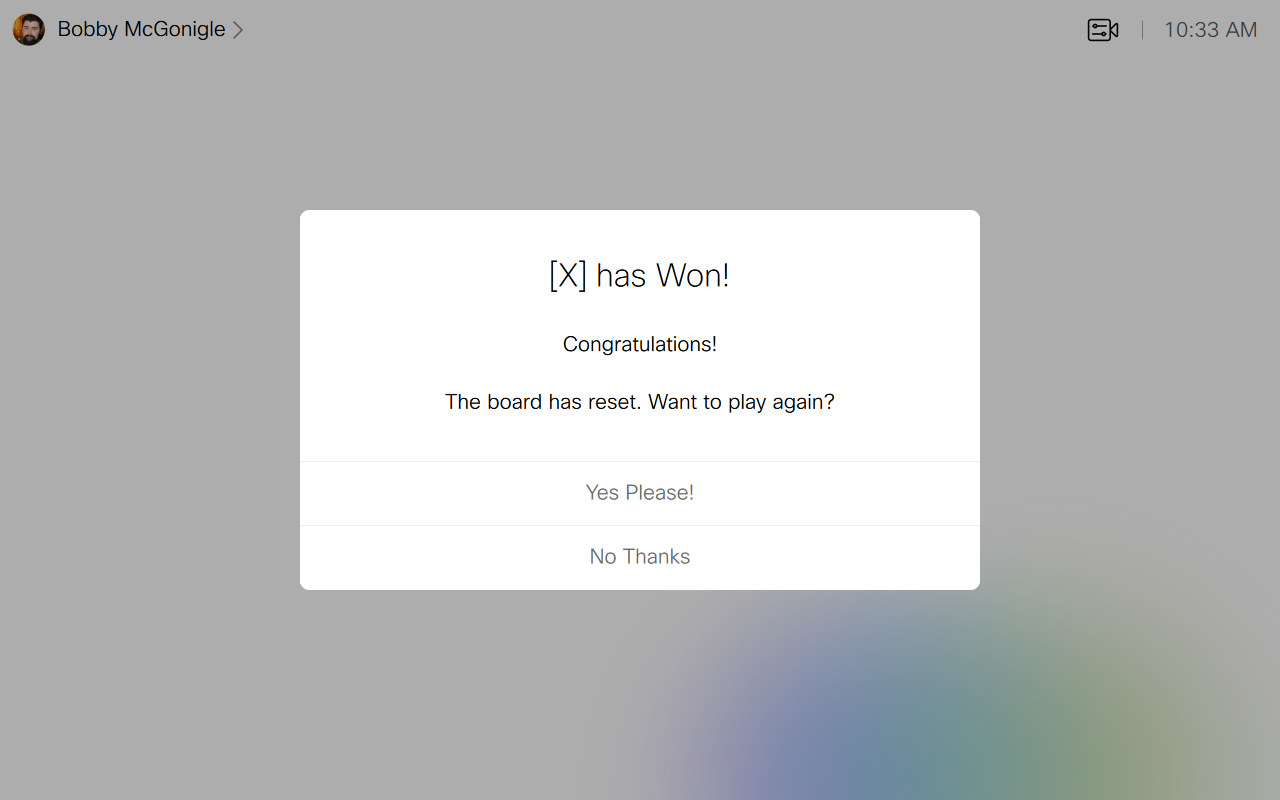 Bobby McGonigle
10:33 AM
[X] has Won!
Congratulations!
The board has reset. Want to play again?
Yes Please!
No Thanks